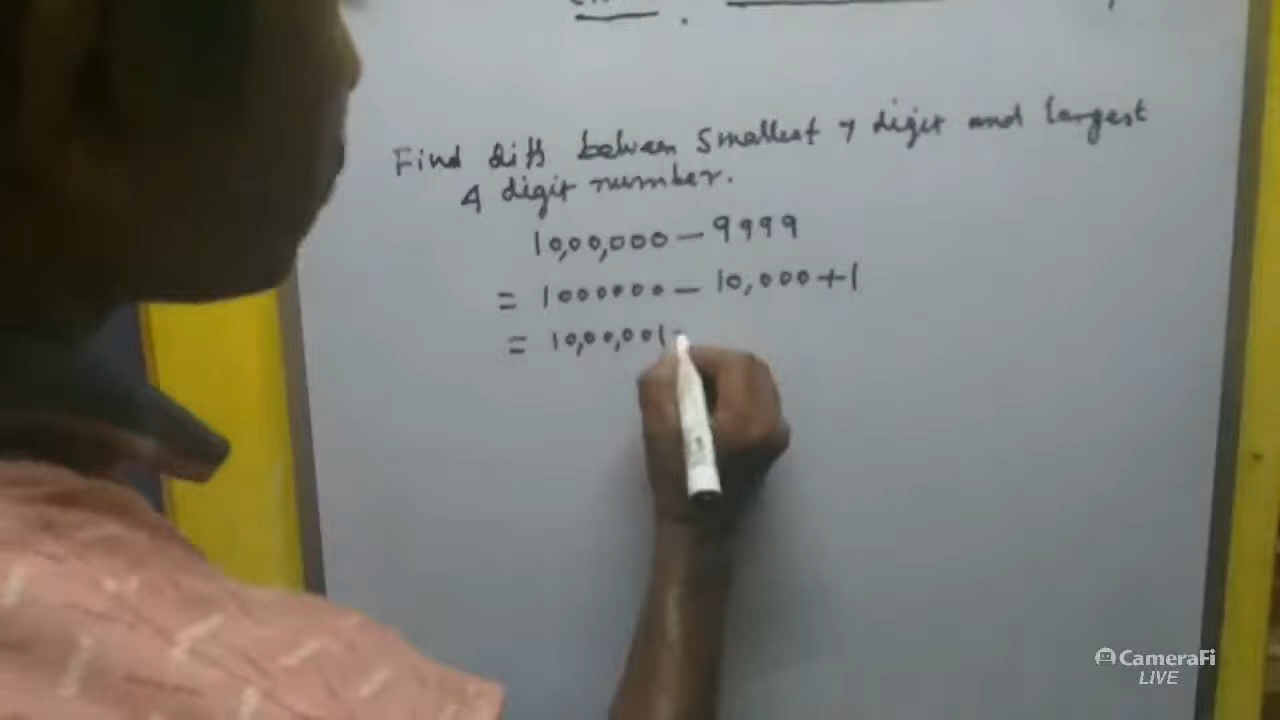 Find diff between Smallest 7 digit and largest
4 digit number.
10,00,000 - 9999
= 1000000 - 10,000 + 1
= 10,00,001 -
CameraFi
LIVE